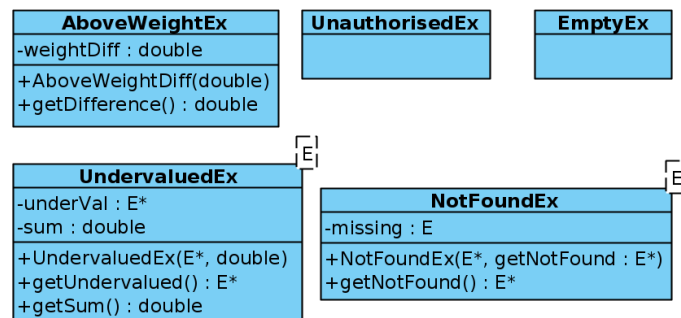 AboveWeightEx
-weightDiff : double
+AboveWeightDiff(double)
+getDifference() : double
UnauthorisedEx
EmptyEx
E
UndervaluedEx
-underVal : E*
-sum : double
+UndervaluedEx(E*, double)
+getUndervalued() : E*
+getSum() : double
E
NotFoundEx
-missing : E
+NotFoundEx(E*, getNotFound : E*)
+getNotFound() : E*